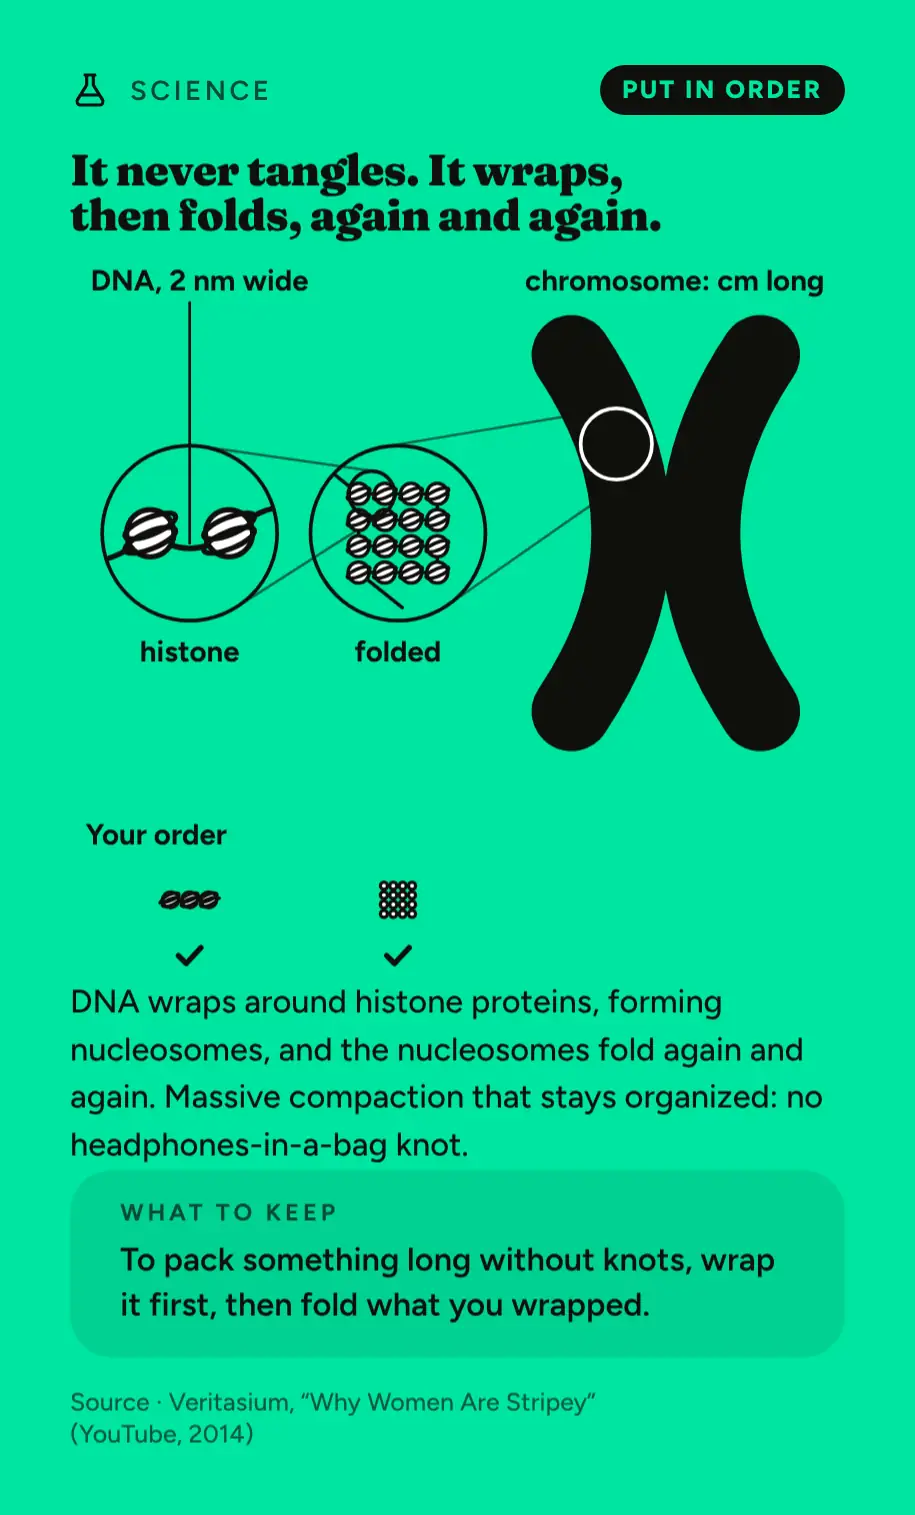 SCIENCE
PUT IN ORDER
It never tangles. It wraps,
then folds, again and again.
DNA, 2 nm wide
chromosome: cm long
histone
folded
Your order
DNA wraps around histone proteins, forming
nucleosomes, and the nucleosomes fold again and
again. Massive compaction that stays organized: no
headphones-in-a-bag knot.
WHAT TO KEEP
To pack something long without knots, wrap
it first, then fold what you wrapped.
Source · Veritasium, “Why Women Are Stripey”
(YouTube, 2014)